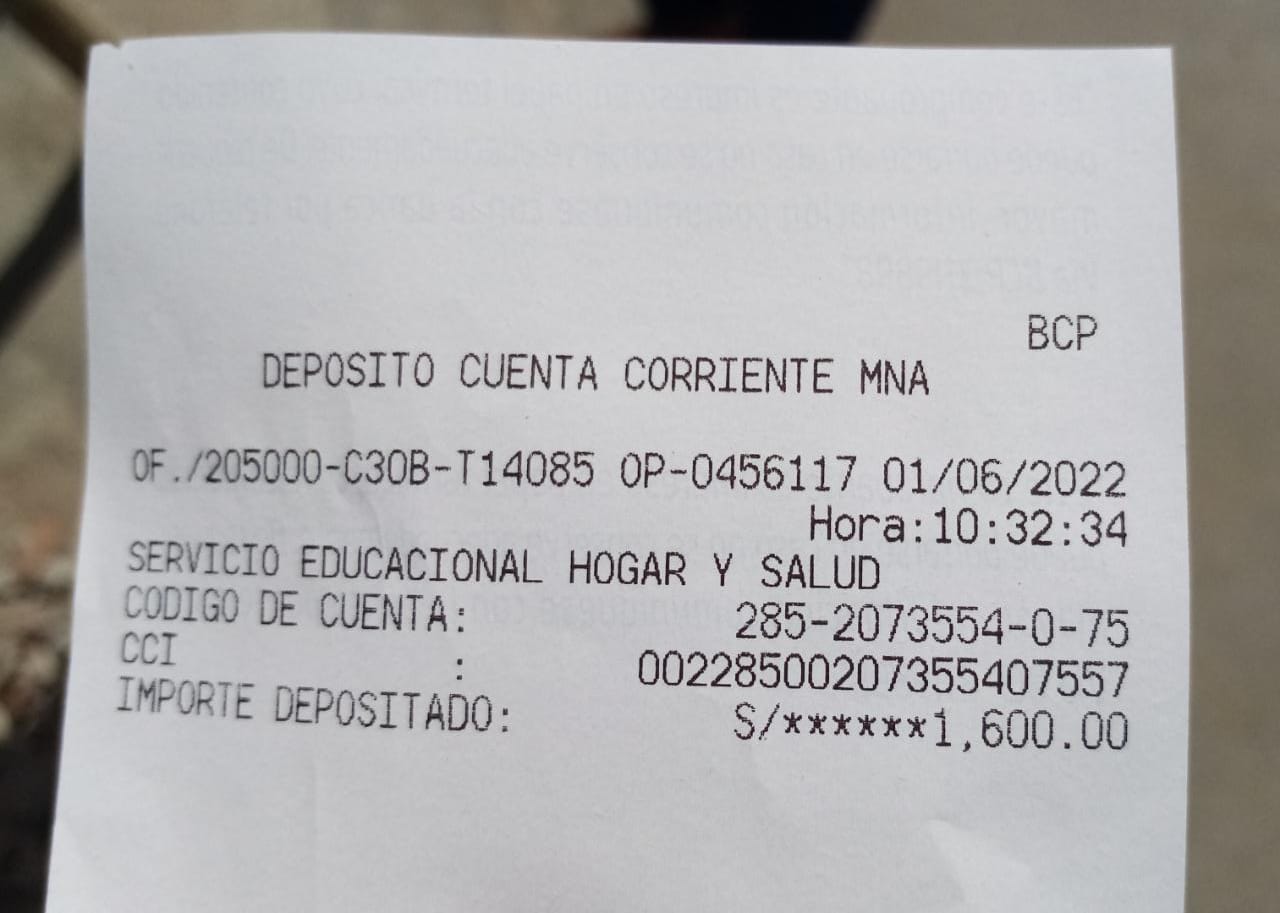 BCP
DEPOSITO CUENTA CORRIENTE MNA
OF./205000-C30B-T14085 OP-0456117 01/06/2022
Hora:10:32:34
SERVICIO EDUCACIONAL HOGAR Y SALUD
CODIGO DE CUENTA: 285-2073554-0-75
CCI : 00228500207355407557
IMPORTE DEPOSITADO: S/******1,600.00